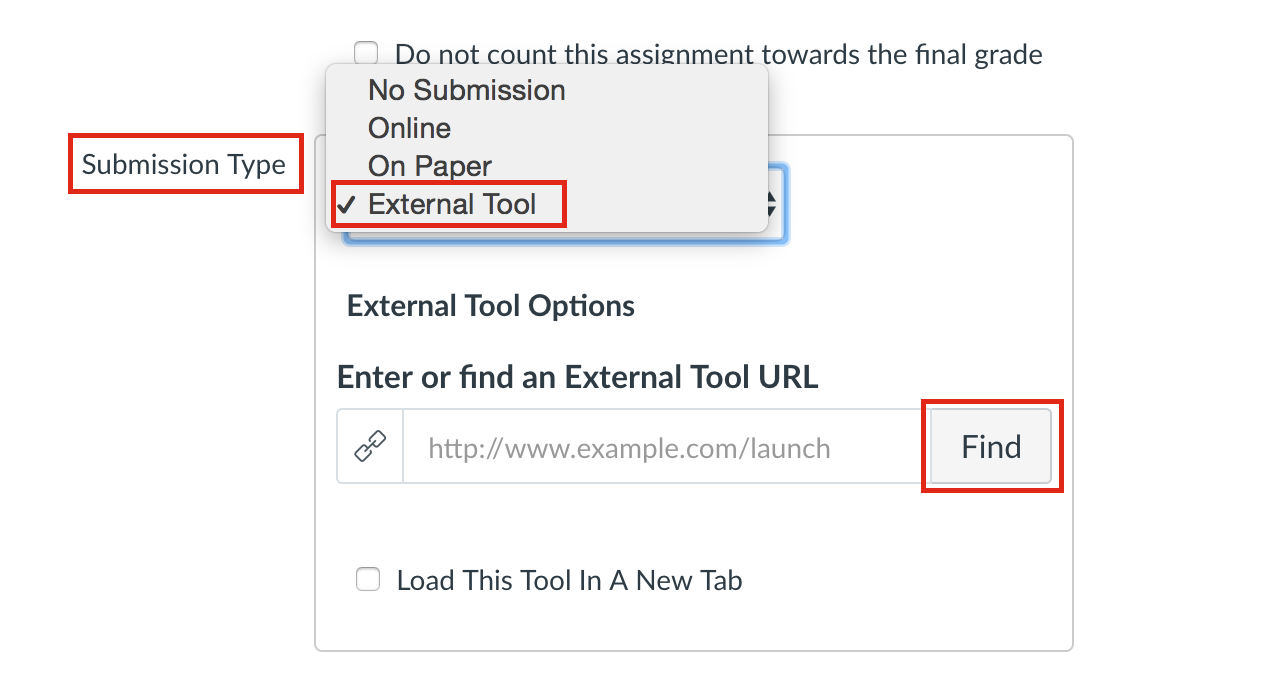 Do not count this assignment towards the final grade
No Submission
Online
On Paper
Submission Type
✓ External Tool
External Tool Options
Enter or find an External Tool URL
http://www.example.com/launch
Find
Load This Tool In A New Tab